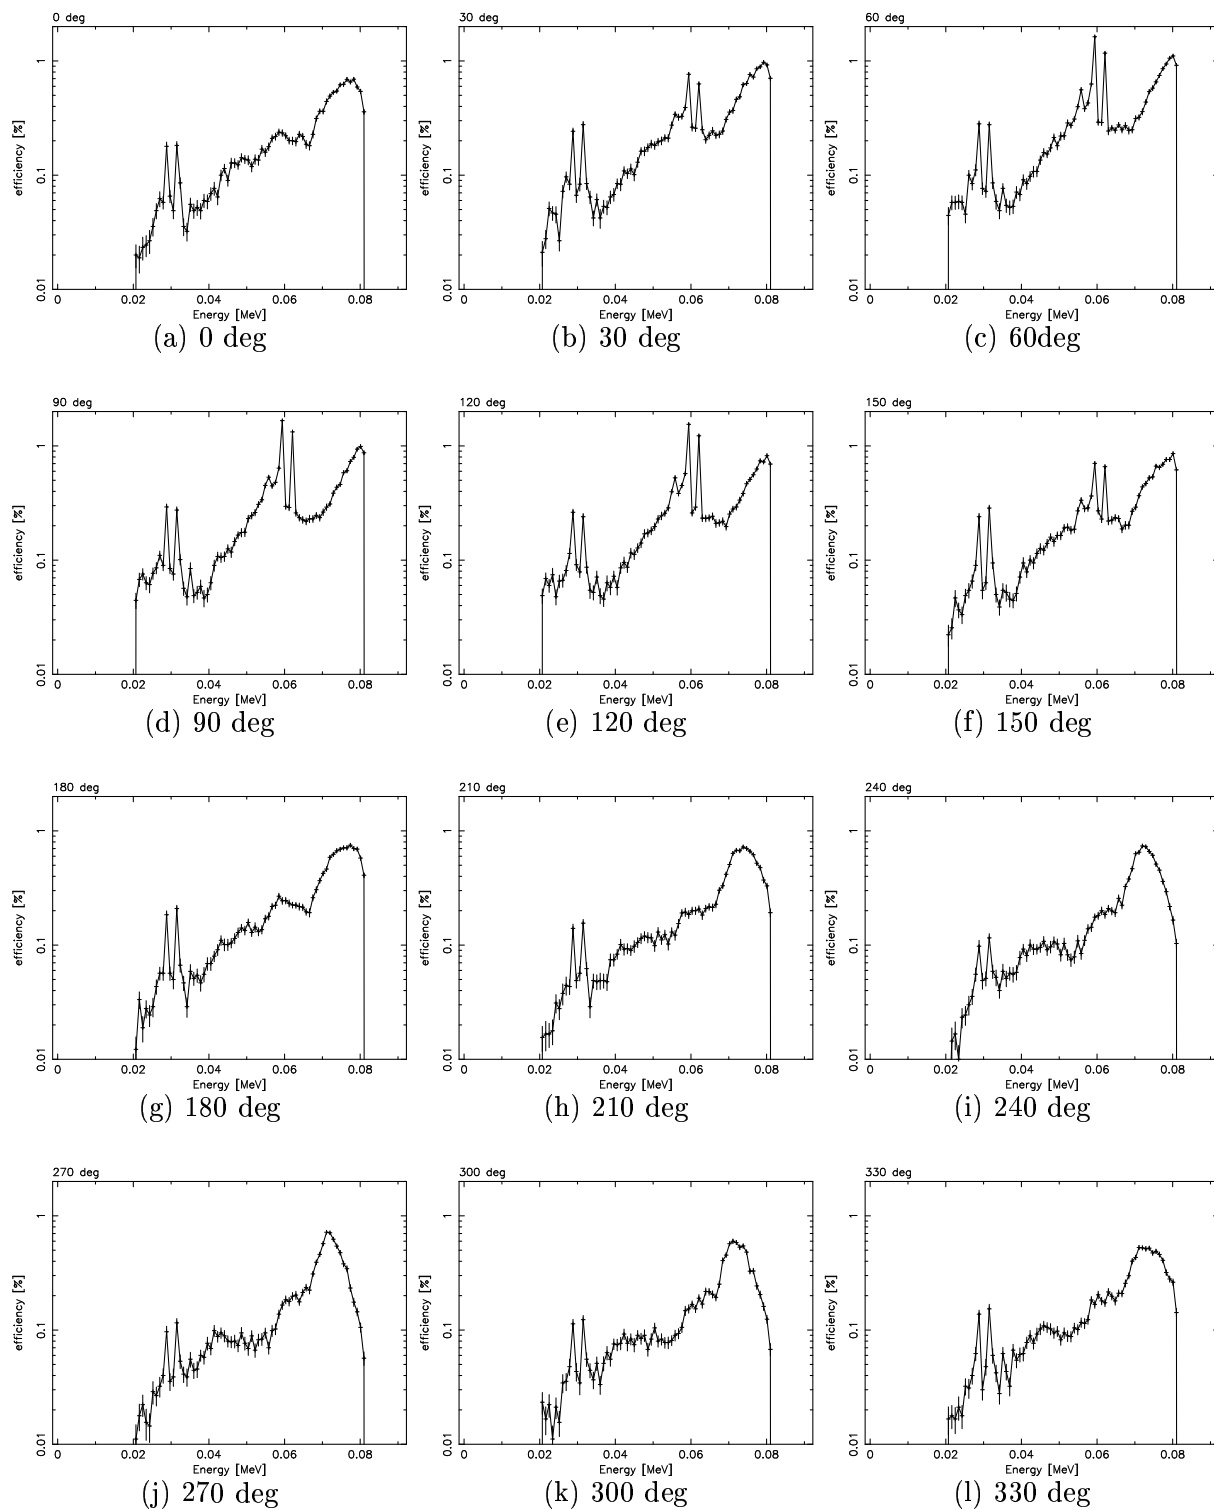 0 deg
30 deg
60 deg
efficiency [%]
0.01
0.1
1
0
0.02
0.04
0.06
0.08
Energy [MeV]
efficiency [%]
0.01
0.1
1
0
0.02
0.04
0.06
0.08
Energy [MeV]
efficiency [%]
0.01
0.1
1
0
0.02
0.04
0.06
0.08
Energy [MeV]
(a) 0 deg
(b) 30 deg
(c) 60deg
90 deg
120 deg
150 deg
efficiency [%]
0.01
0.1
1
0
0.02
0.04
0.06
0.08
Energy [MeV]
efficiency [%]
0.01
0.1
1
0
0.02
0.04
0.06
0.08
Energy [MeV]
efficiency [%]
0.01
0.1
1
0
0.02
0.04
0.06
0.08
Energy [MeV]
(d) 90 deg
(e) 120 deg
(f) 150 deg
180 deg
210 deg
240 deg
efficiency [%]
0.01
0.1
1
0
0.02
0.04
0.06
0.08
Energy [MeV]
efficiency [%]
0.01
0.1
1
0
0.02
0.04
0.06
0.08
Energy [MeV]
efficiency [%]
0.01
0.1
1
0
0.02
0.04
0.06
0.08
Energy [MeV]
(g) 180 deg
(h) 210 deg
(i) 240 deg
270 deg
300 deg
330 deg
efficiency [%]
0.01
0.1
1
0
0.02
0.04
0.06
0.08
Energy [MeV]
efficiency [%]
0.01
0.1
1
0
0.02
0.04
0.06
0.08
Energy [MeV]
efficiency [%]
0.01
0.1
1
0
0.02
0.04
0.06
0.08
Energy [MeV]
(j) 270 deg
(k) 300 deg
(l) 330 deg